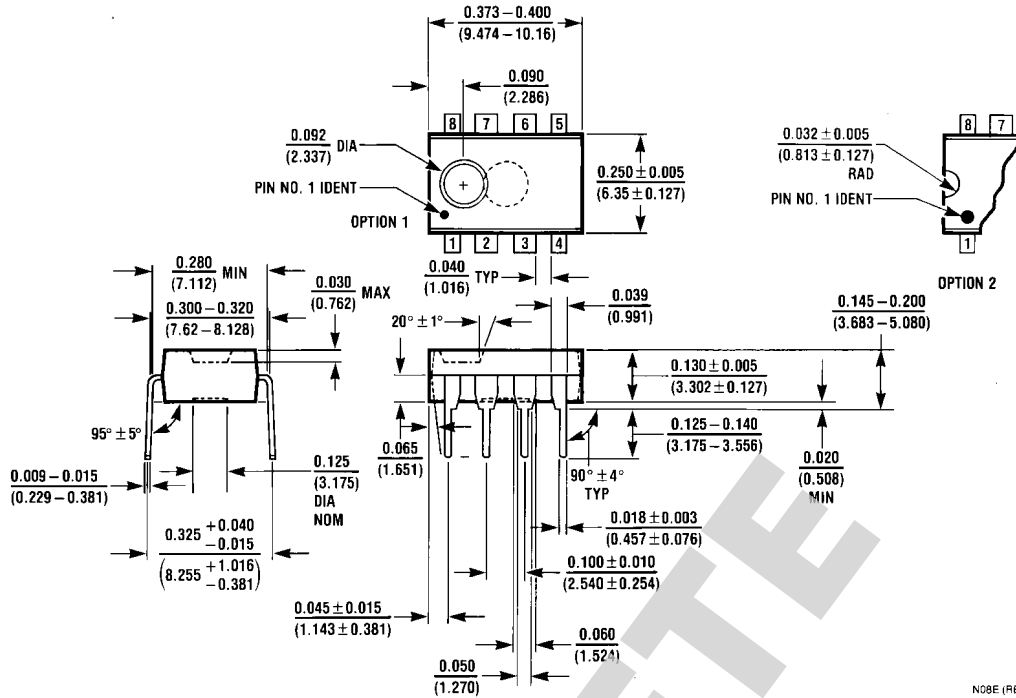 0.373 – 0.400
(9.474 – 10.16)
0.090
(2.286)
8 7 6 5
0.092 DIA
(2.337)
PIN NO. 1 IDENT
OPTION 1
1 2 3 4
0.250 ± 0.005
(6.35 ± 0.127)
8 7
0.032 ± 0.005
(0.813 ± 0.127)
RAD
PIN NO. 1 IDENT
1
OPTION 2
0.280 MIN
(7.112)
0.030 MAX
(0.762)
0.300 – 0.320
(7.62 – 8.128)
95° ± 5°
0.009 – 0.015
(0.229 – 0.381)
0.125
(3.175)
DIA
NOM
0.325 +0.040 -0.015
(8.255 +1.016 -0.381)
0.040 TYP
(1.016)
0.039
(0.991)
20° ± 1°
0.145 – 0.200
(3.683 – 5.080)
0.130 ± 0.005
(3.302 ± 0.127)
0.125 – 0.140
(3.175 – 3.556)
0.020
(0.508)
MIN
0.065
(1.651)
90° ± 4°
TYP
0.018 ± 0.003
(0.457 ± 0.076)
0.100 ± 0.010
(2.540 ± 0.254)
0.045 ± 0.015
(1.143 ± 0.381)
0.060
(1.524)
0.050
(1.270)
N08E (RE
ETE